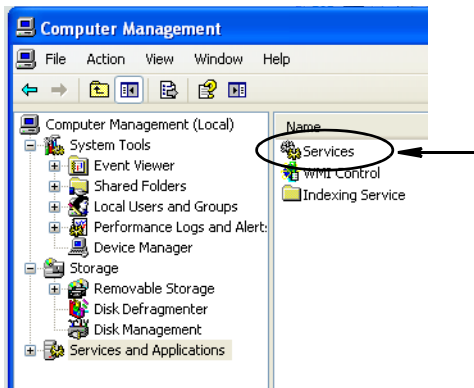 Computer Management
File Action View Window Help
Computer Management (Local)
System Tools
Event Viewer
Shared Folders
Local Users and Groups
Performance Logs and Alert
Device Manager
Storage
Removable Storage
Disk Defragmenter
Disk Management
Services and Applications
Name
Services
WMI Control
Indexing Service